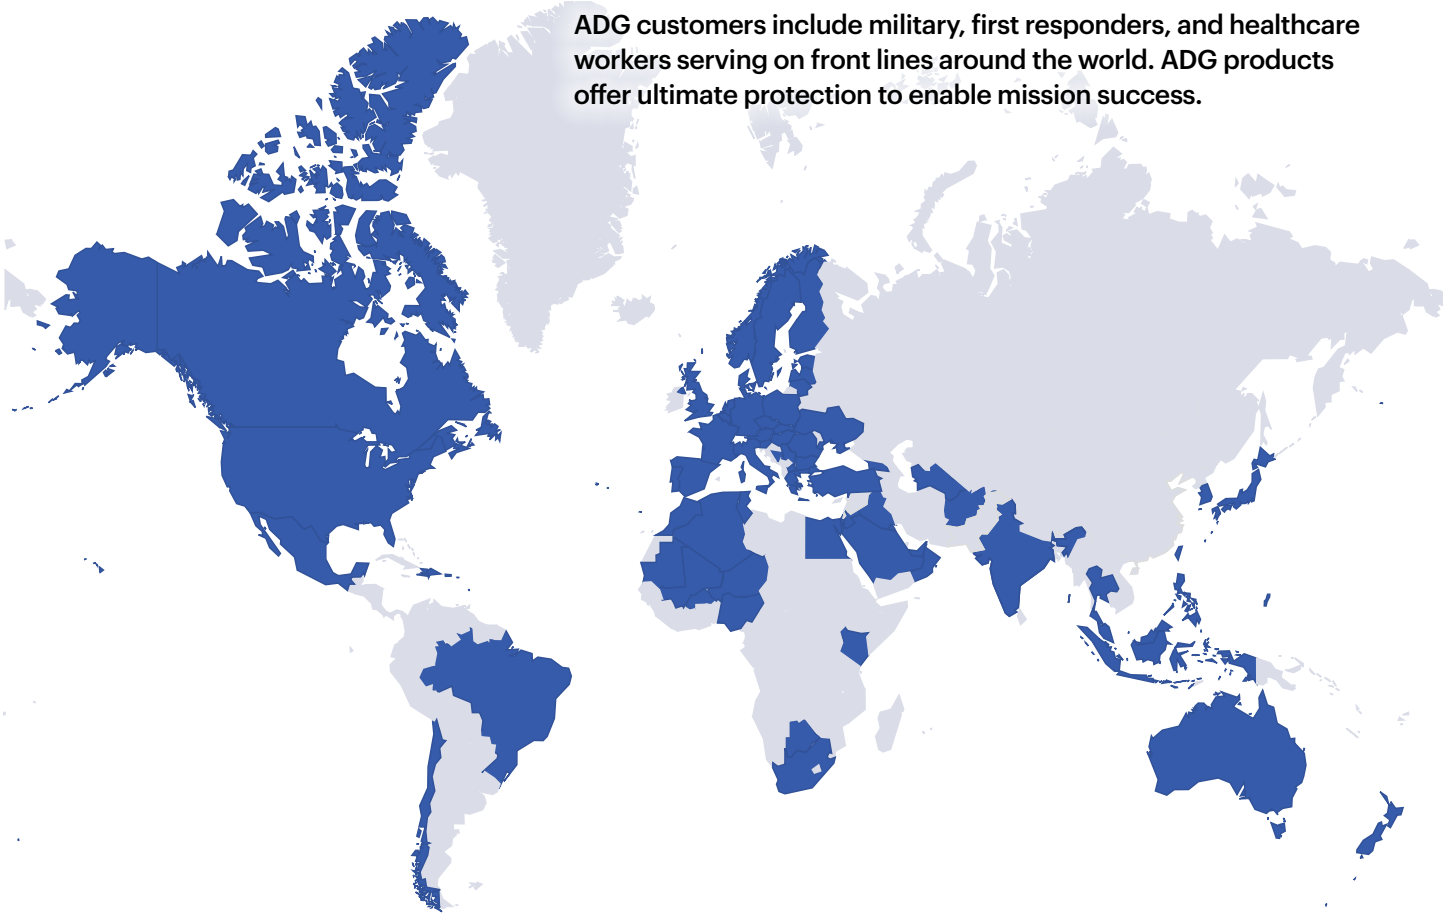 ADG customers include military, first responders, and healthcare
workers serving on front lines around the world. ADG products
offer ultimate protection to enable mission success.